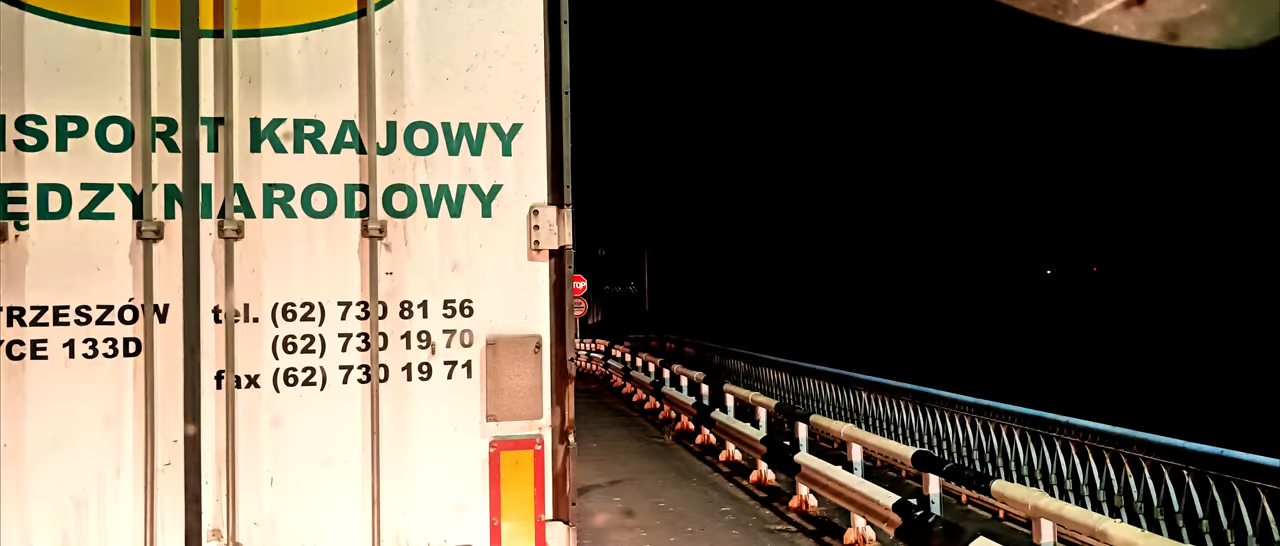 NSPORT KRAJOWY
ĘDZYNARODOWY
TRZESZÓW tel. (62) 730 81 56
YCE 133D (62) 730 19 70
fax (62) 730 19 71
STOP